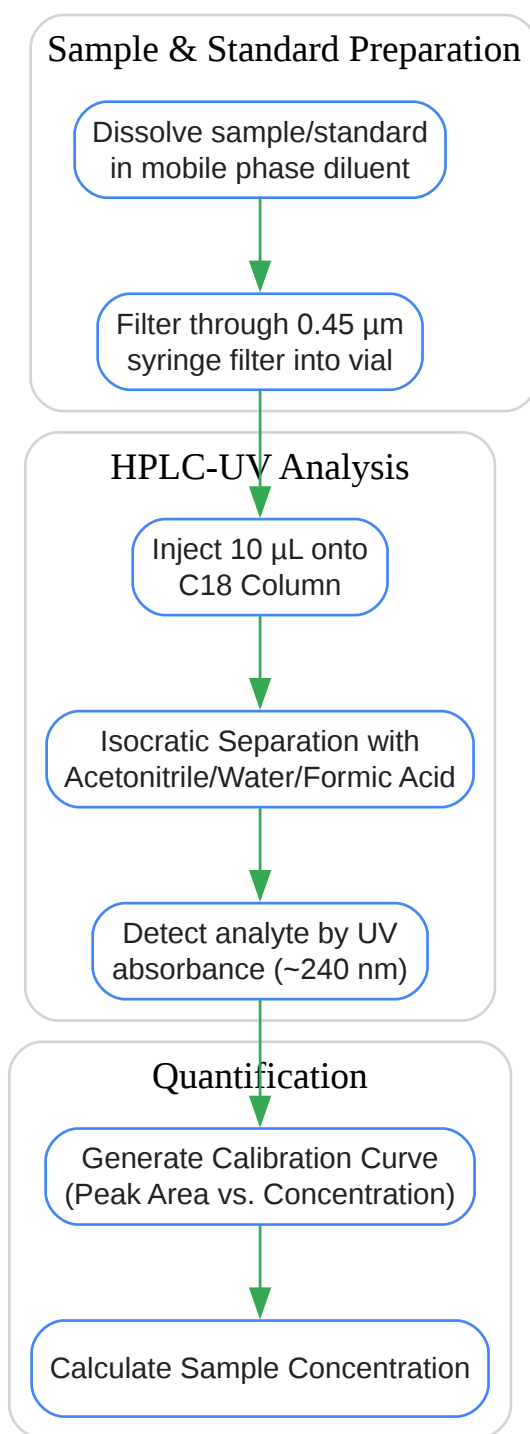 Sample & Standard Preparation
Dissolve sample/standard
in mobile phase diluent
Filter through 0.45 µm
syringe filter into vial
HPLC-UV Analysis
Inject 10 µL onto
C18 Column
Isocratic Separation with
Acetonitrile/Water/Formic Acid
Detect analyte by UV
absorbance (~240 nm)
Quantification
Generate Calibration Curve
(Peak Area vs. Concentration)
Calculate Sample Concentration